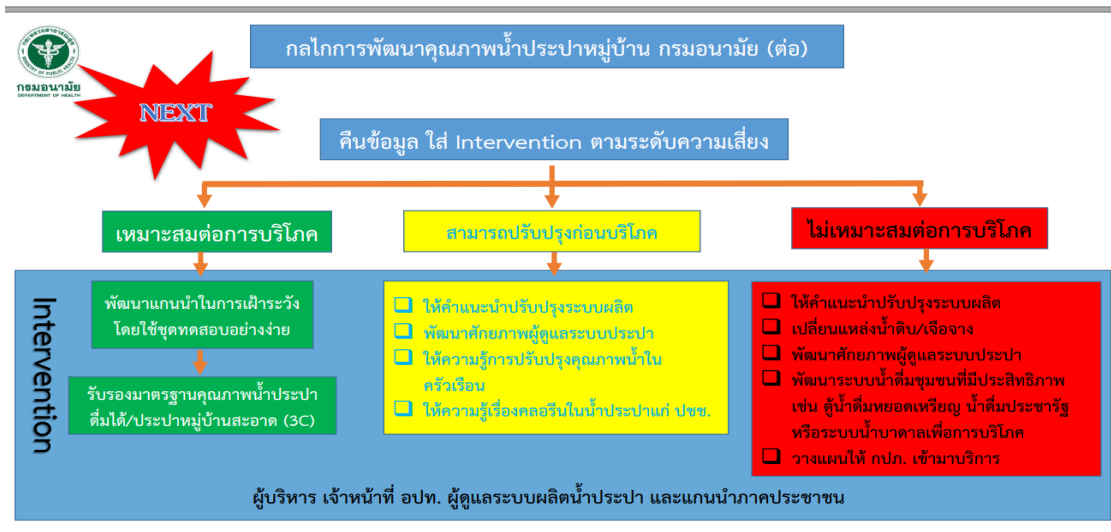 กลไกการพัฒนาคุณภาพน้ำประปาหมู่บ้าน กรมอนามัย (ต่อ)
กระทรวงสาธารณสุข
MINISTRY OF PUBLIC HEALTH
กรมอนามัย
DEPARTMENT OF HEALTH
NEXT
คืนข้อมูล ใส่ Intervention ตามระดับความเสี่ยง
เหมาะสมต่อการบริโภค
สามารถปรับปรุงก่อนบริโภค
ไม่เหมาะสมต่อการบริโภค
Intervention
พัฒนาแกนนำในการเฝ้าระวัง
โดยใช้ชุดทดสอบอย่างง่าย
รับรองมาตรฐานคุณภาพน้ำประปา
ดื่มได้/ประปาหมู่บ้านสะอาด (3C)
❑ ให้คำแนะนำปรับปรุงระบบผลิต
❑ พัฒนาศักยภาพผู้ดูแลระบบประปา
❑ ให้ความรู้การปรับปรุงคุณภาพน้ำใน
ครัวเรือน
❑ ให้ความรู้เรื่องคลอรีนในน้ำประปาแก่ ปชช.
❑ ให้คำแนะนำปรับปรุงระบบผลิต
❑ เปลี่ยนแหล่งน้ำดิบ/เจือจาง
❑ พัฒนาศักยภาพผู้ดูแลระบบประปา
❑ พัฒนาระบบน้ำดื่มชุมชนที่มีประสิทธิภาพ
เช่น ตู้น้ำดื่มหยอดเหรียญ น้ำดื่มประชารัฐ
หรือระบบน้ำบาดาลเพื่อการบริโภค
❑ วางแผนให้ กปภ. เข้ามาบริการ
ผู้บริหาร เจ้าหน้าที่ อปท. ผู้ดูแลระบบผลิตน้ำประปา และแกนนำภาคประชาชน